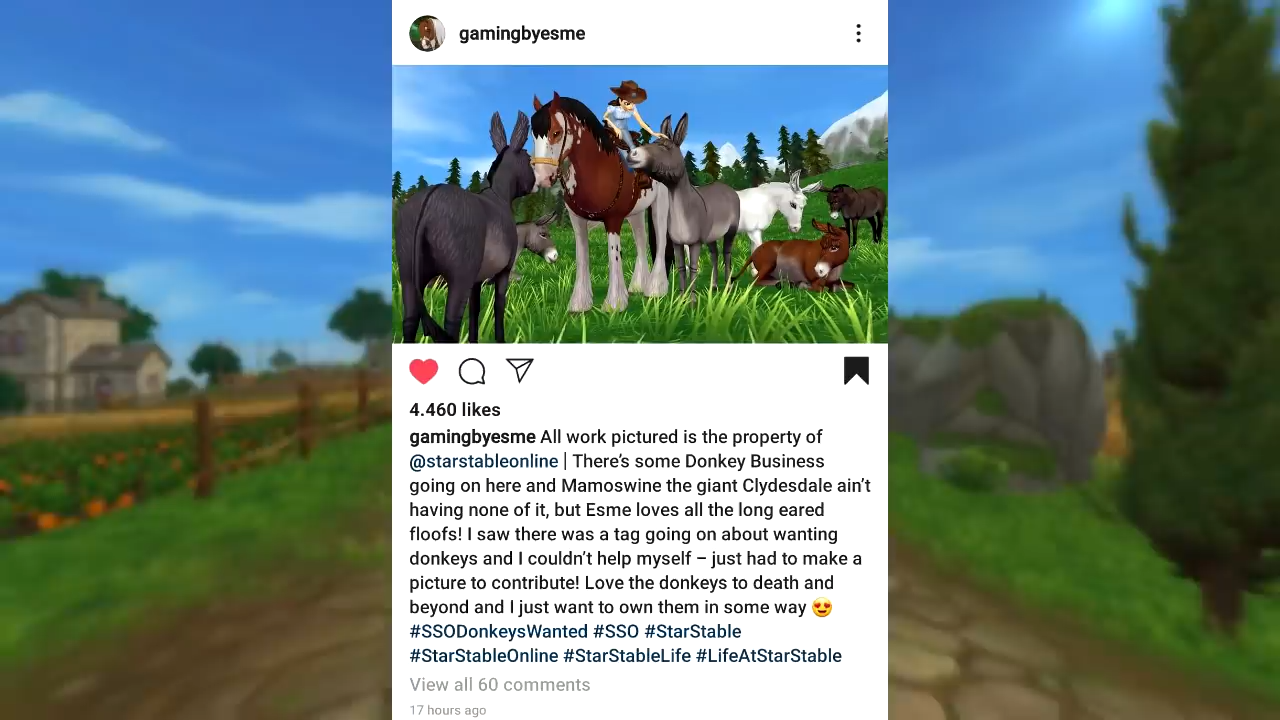 gamingbyesme
4.460 likes
gamingbyesme All work pictured is the property of
@starstableonline | There’s some Donkey Business
going on here and Mamoswine the giant Clydesdale ain’t
having none of it, but Esme loves all the long eared
floofs! I saw there was a tag going on about wanting
donkeys and I couldn’t help myself – just had to make a
picture to contribute! Love the donkeys to death and
beyond and I just want to own them in some way 😍
#SSODonkeysWanted #SSO #StarStable
#StarStableOnline #StarStableLife #LifeAtStarStable
View all 60 comments
17 hours ago